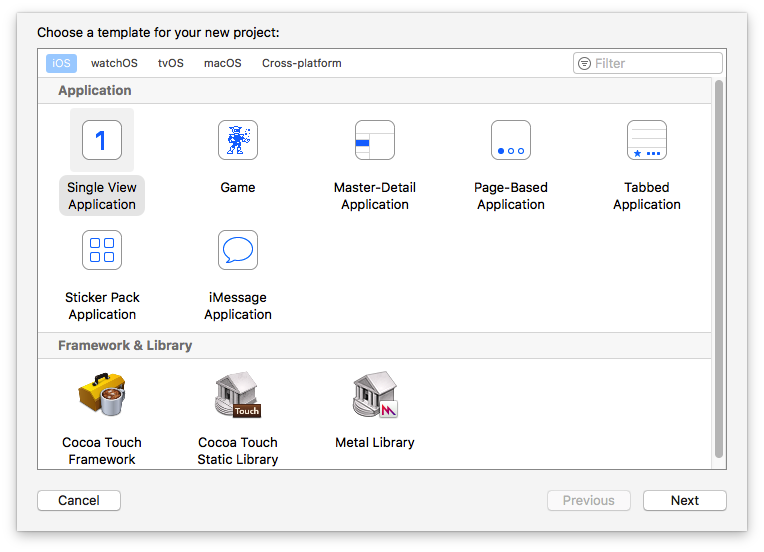 Choose a template for your new project:
iOS watchOS tvOS macOS Cross-platform Filter
Application
1
Single View Application
Game
Master-Detail Application
Page-Based Application
Tabbed Application
Sticker Pack Application
iMessage Application
Framework & Library
Touch
Cocoa Touch Framework
Cocoa Touch Static Library
Metal Library
Cancel Previous Next